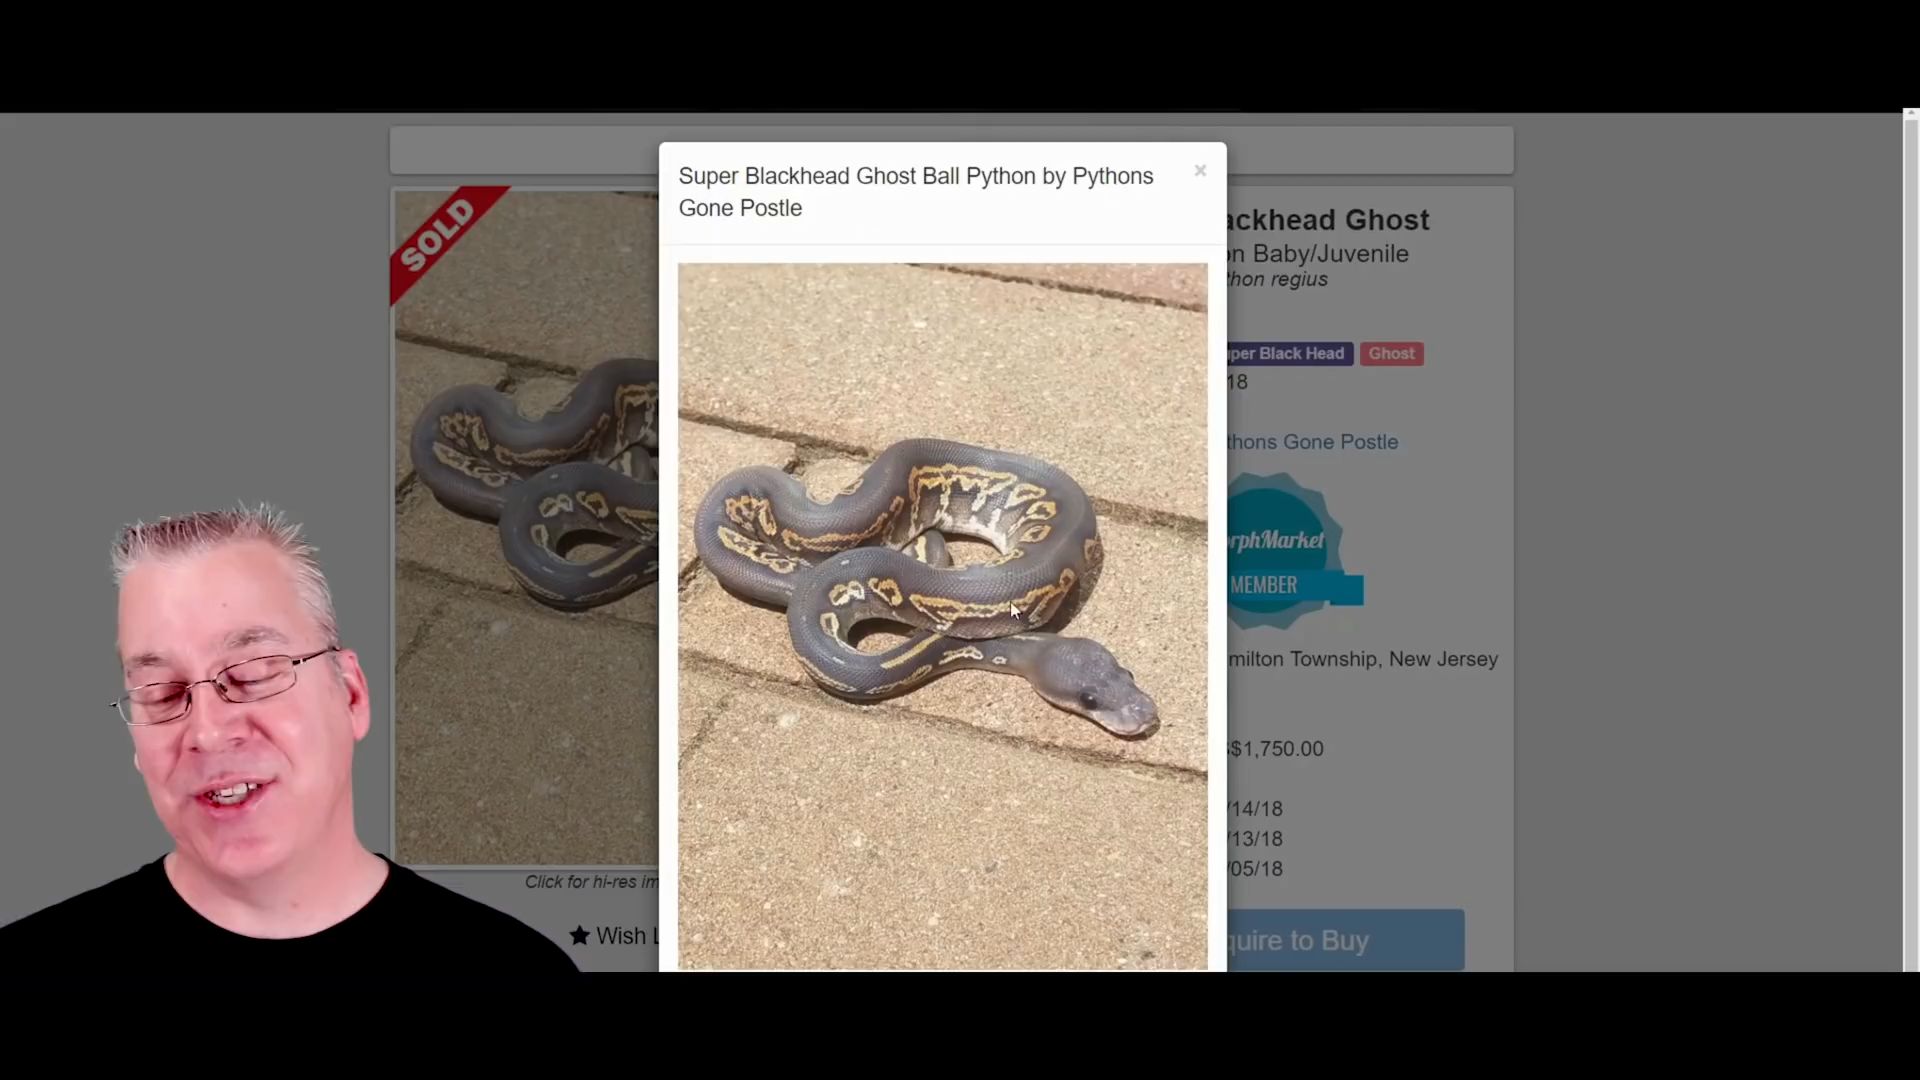 Super Blackhead Ghost Ball Python by Pythons
Gone Postle
×
SOLD
ackhead Ghost
on Baby/Juvenile
thon regius
per Black Head
Ghost
18
thons Gone Postle
rphMarket
MEMBER
milton Township, New Jersey
$1,750.00
/14/18
/13/18
/05/18
Click for hi-res im
★ Wish L
quire to Buy